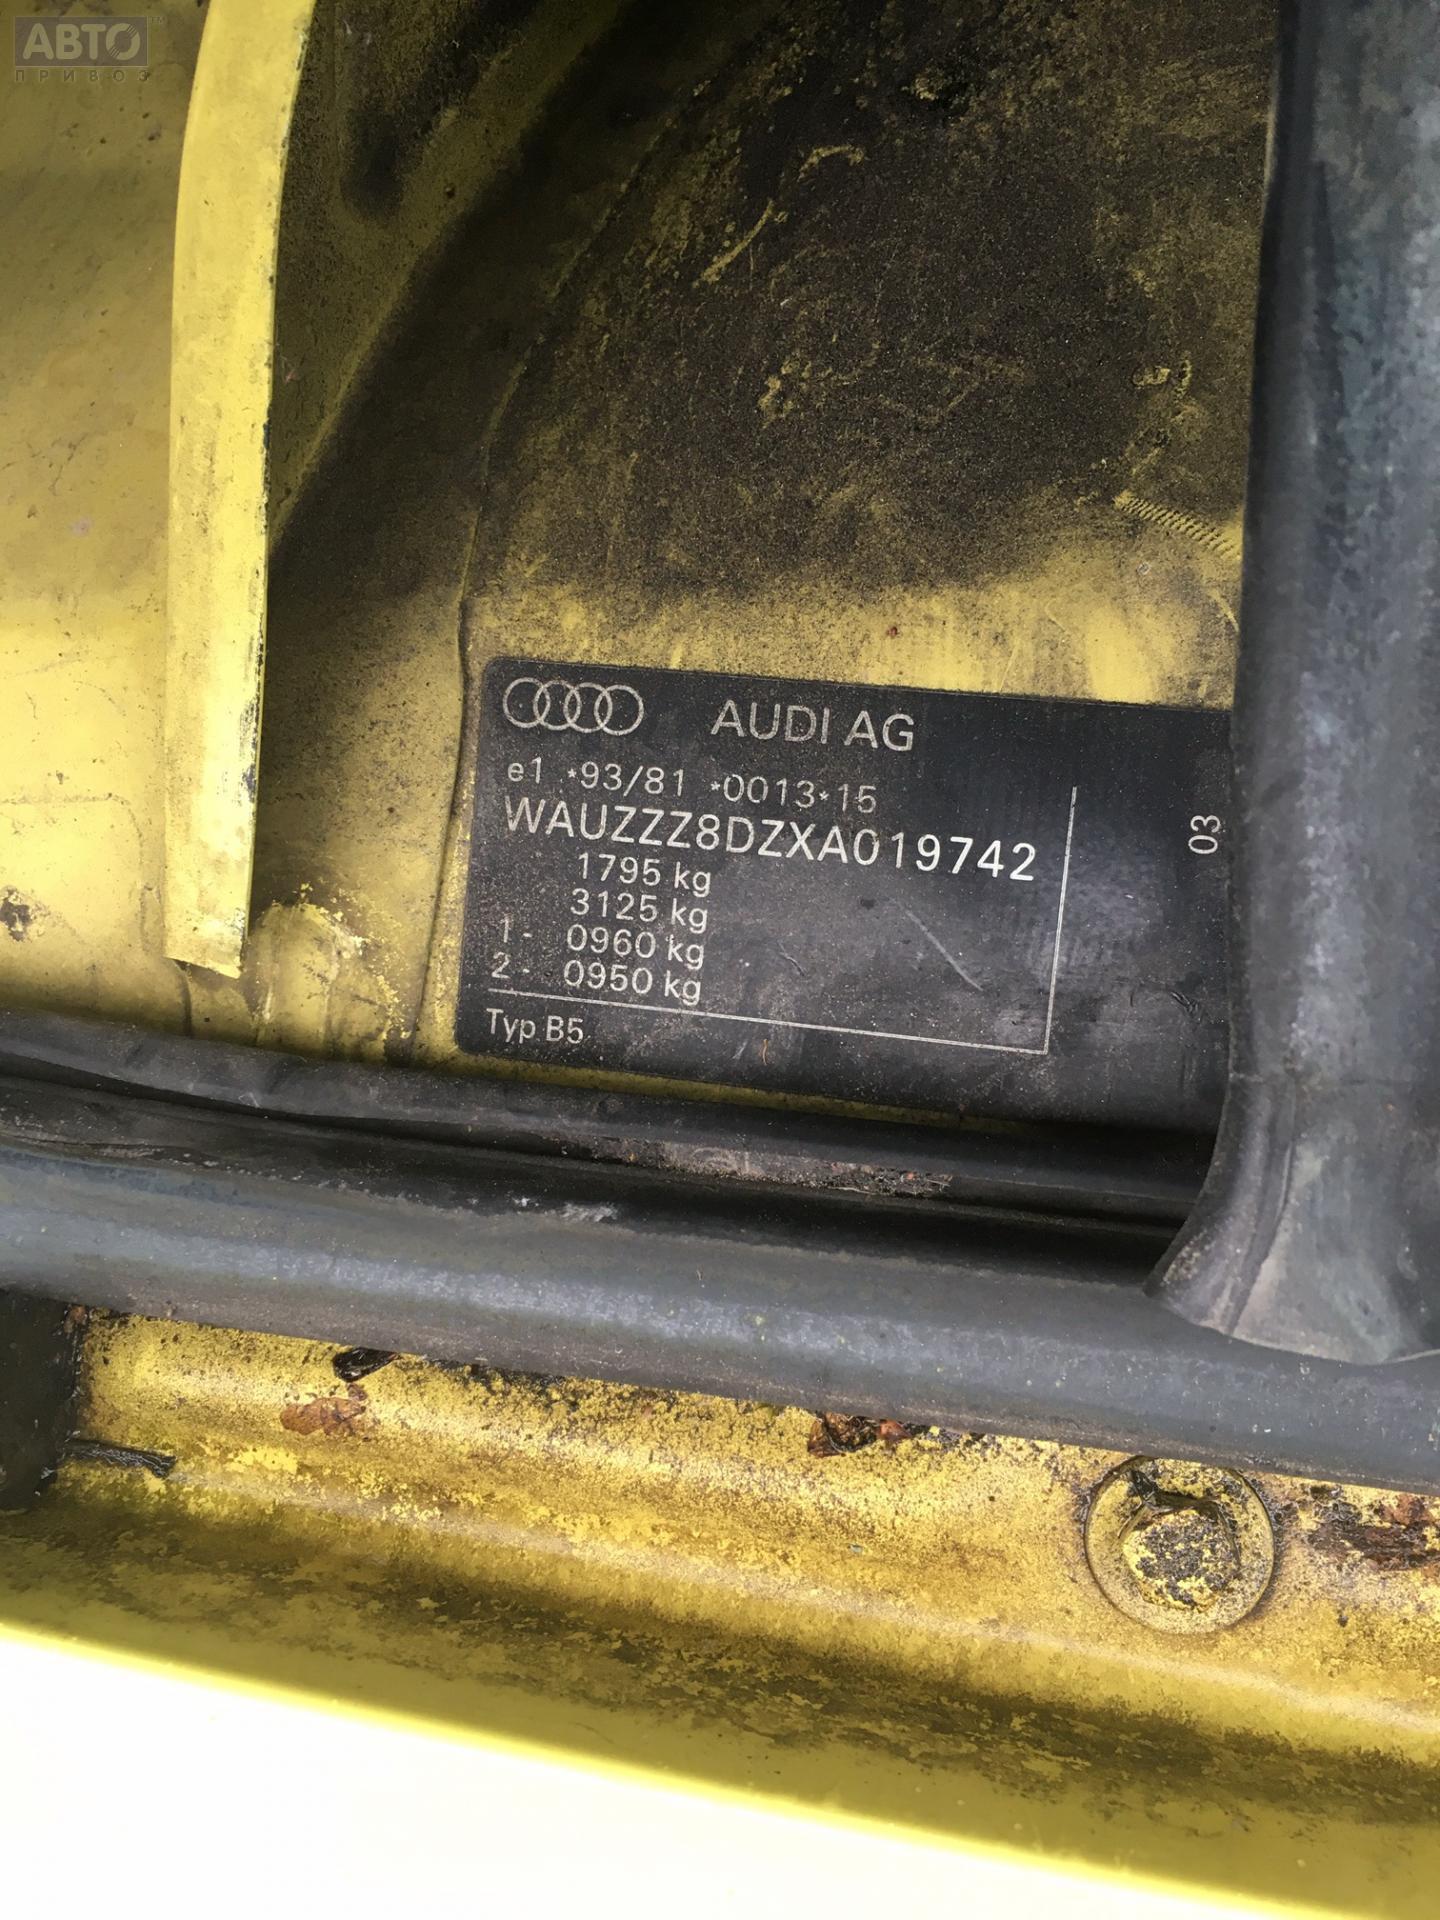 АВТО™
ПРИВОЗ
AUDI AG
e1 *93/81 *0013*15
WAUZZZ8DZXA019742
1795 kg
3125 kg
1- 0960 kg
2- 0950 kg
Typ B5
03